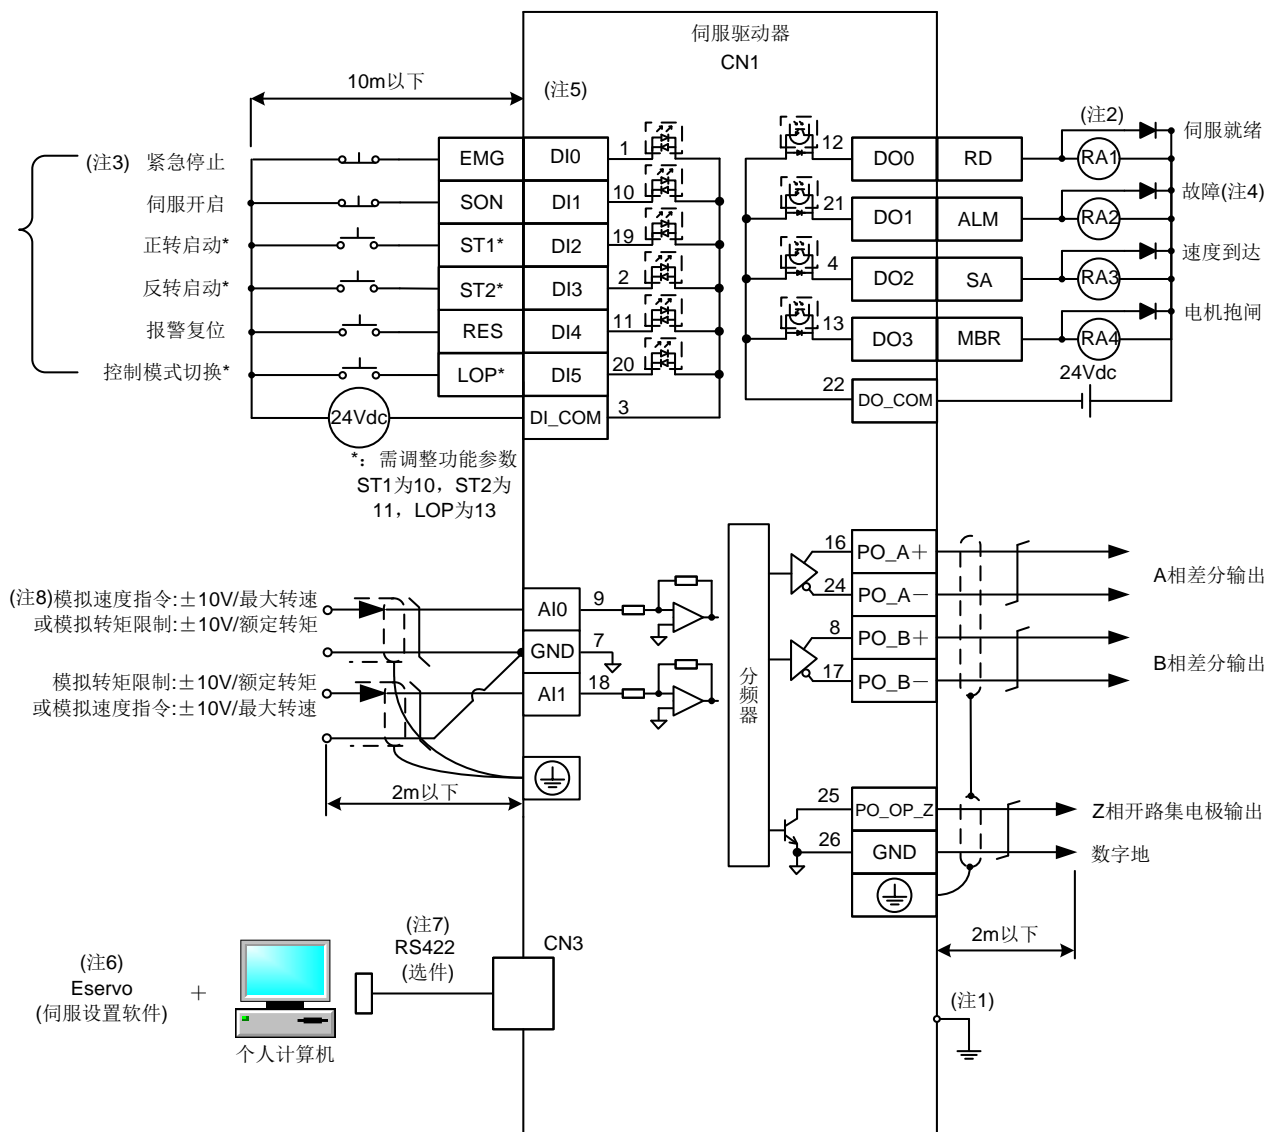 伺服驱动器
CN1
10m以下
(注5)
(注3) 紧急停止
EMG
DI0
1
伺服开启
SON
DI1
10
正转启动*
ST1*
DI2
19
反转启动*
ST2*
DI3
2
报警复位
RES
DI4
11
控制模式切换*
LOP*
DI5
20
24Vdc
DI_COM
3
*：需调整功能参数
ST1为10，ST2为
11，LOP为13
(注2)
12
DO0
RD
RA1
伺服就绪
21
DO1
ALM
RA2
故障(注4)
4
DO2
SA
RA3
速度到达
13
DO3
MBR
RA4
电机抱闸
24Vdc
22
DO_COM
(注8)模拟速度指令:±10V/最大转速
或模拟转矩限制:±10V/额定转矩
AI0
9
GND
7
模拟转矩限制:±10V/额定转矩
或模拟速度指令:±10V/最大转速
AI1
18
2m以下
分频器
16
PO_A＋
24
PO_A－
A相差分输出
8
PO_B＋
17
PO_B－
B相差分输出
25
PO_OP_Z
Z相开路集电极输出
26
GND
数字地
2m以下
(注1)
(注6)
Eservo
(伺服设置软件)
＋
个人计算机
(注7)
RS422
(选件)
CN3